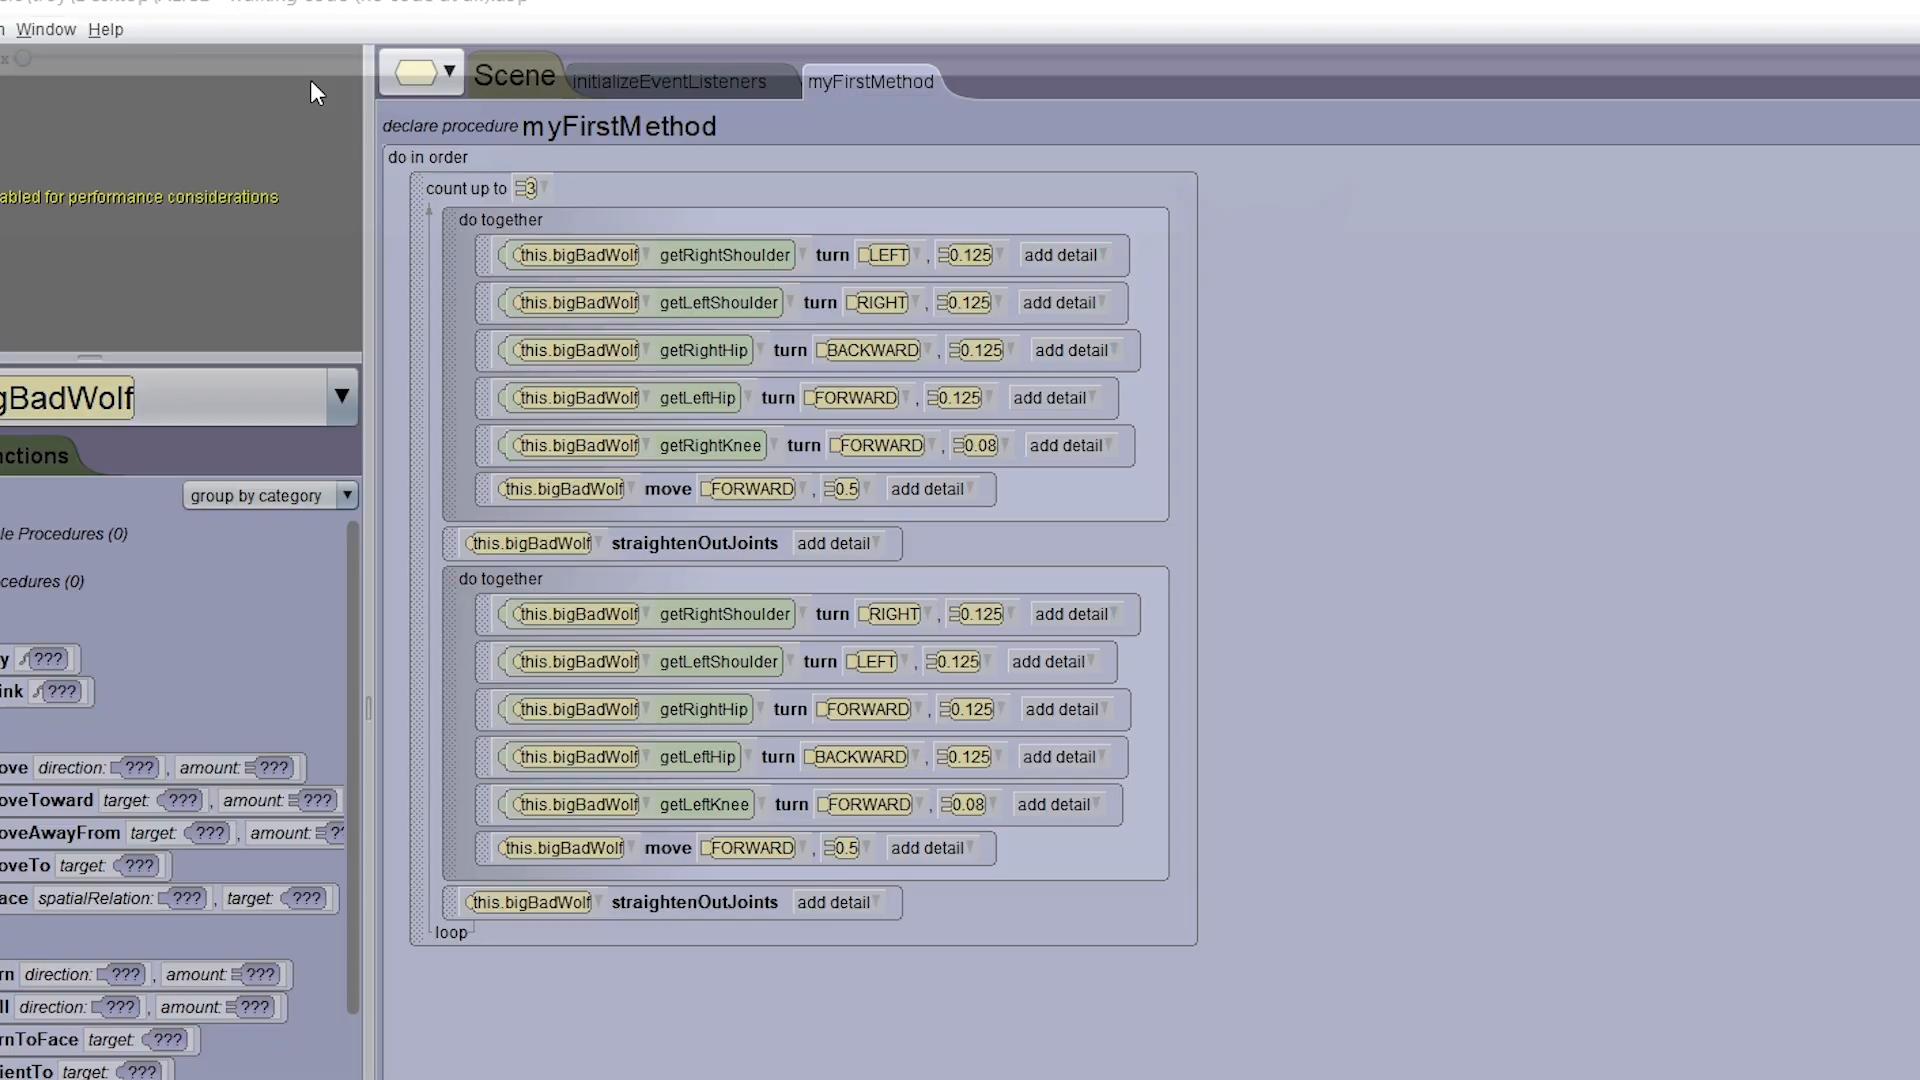 Window Help
Scene initializeEventListeners myFirstMethod
declare procedure myFirstMethod
do in order
count up to 3
do together
this.bigBadWolf getRightShoulder turn LEFT , 0.125 add detail
this.bigBadWolf getLeftShoulder turn RIGHT , 0.125 add detail
this.bigBadWolf getRightHip turn BACKWARD , 0.125 add detail
this.bigBadWolf getLeftHip turn FORWARD , 0.125 add detail
this.bigBadWolf getRightKnee turn FORWARD , 0.08 add detail
this.bigBadWolf move FORWARD , 0.5 add detail
this.bigBadWolf straightenOutJoints add detail
do together
this.bigBadWolf getRightShoulder turn RIGHT , 0.125 add detail
this.bigBadWolf getLeftShoulder turn LEFT , 0.125 add detail
this.bigBadWolf getRightHip turn FORWARD , 0.125 add detail
this.bigBadWolf getLeftHip turn BACKWARD , 0.125 add detail
this.bigBadWolf getLeftKnee turn FORWARD , 0.08 add detail
this.bigBadWolf move FORWARD , 0.5 add detail
this.bigBadWolf straightenOutJoints add detail
loop
abled for performance considerations
gBadWolf
nctions
group by category
le Procedures (0)
cedures (0)
y ???
ink ???
ove direction: ??? , amount: ???
oveToward target: ??? , amount: ???
oveAwayFrom target: ??? , amount: ?
oveTo target: ???
ace spatialRelation: ??? , target: ???
rn direction: ??? , amount: ???
ll direction: ??? , amount: ???
rnToFace target: ???
ientTo target: ???